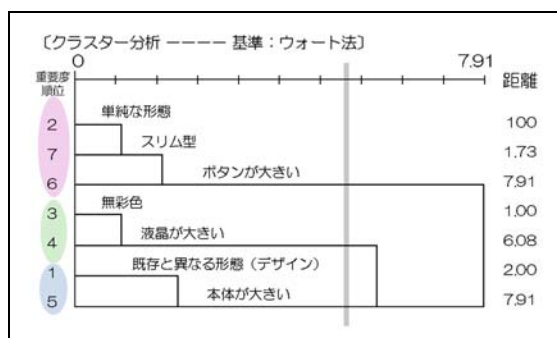 〔クラスター分析 ―――― 基準：ウォート法〕
0 7.91 距離
重要度
順位
単純な形態
2 100
スリム型
7 1.73
ボタンが大きい
6 7.91
無彩色
3 1.00
液晶が大きい
4 6.08
既存と異なる形態（デザイン）
1 2.00
本体が大きい
5 7.91